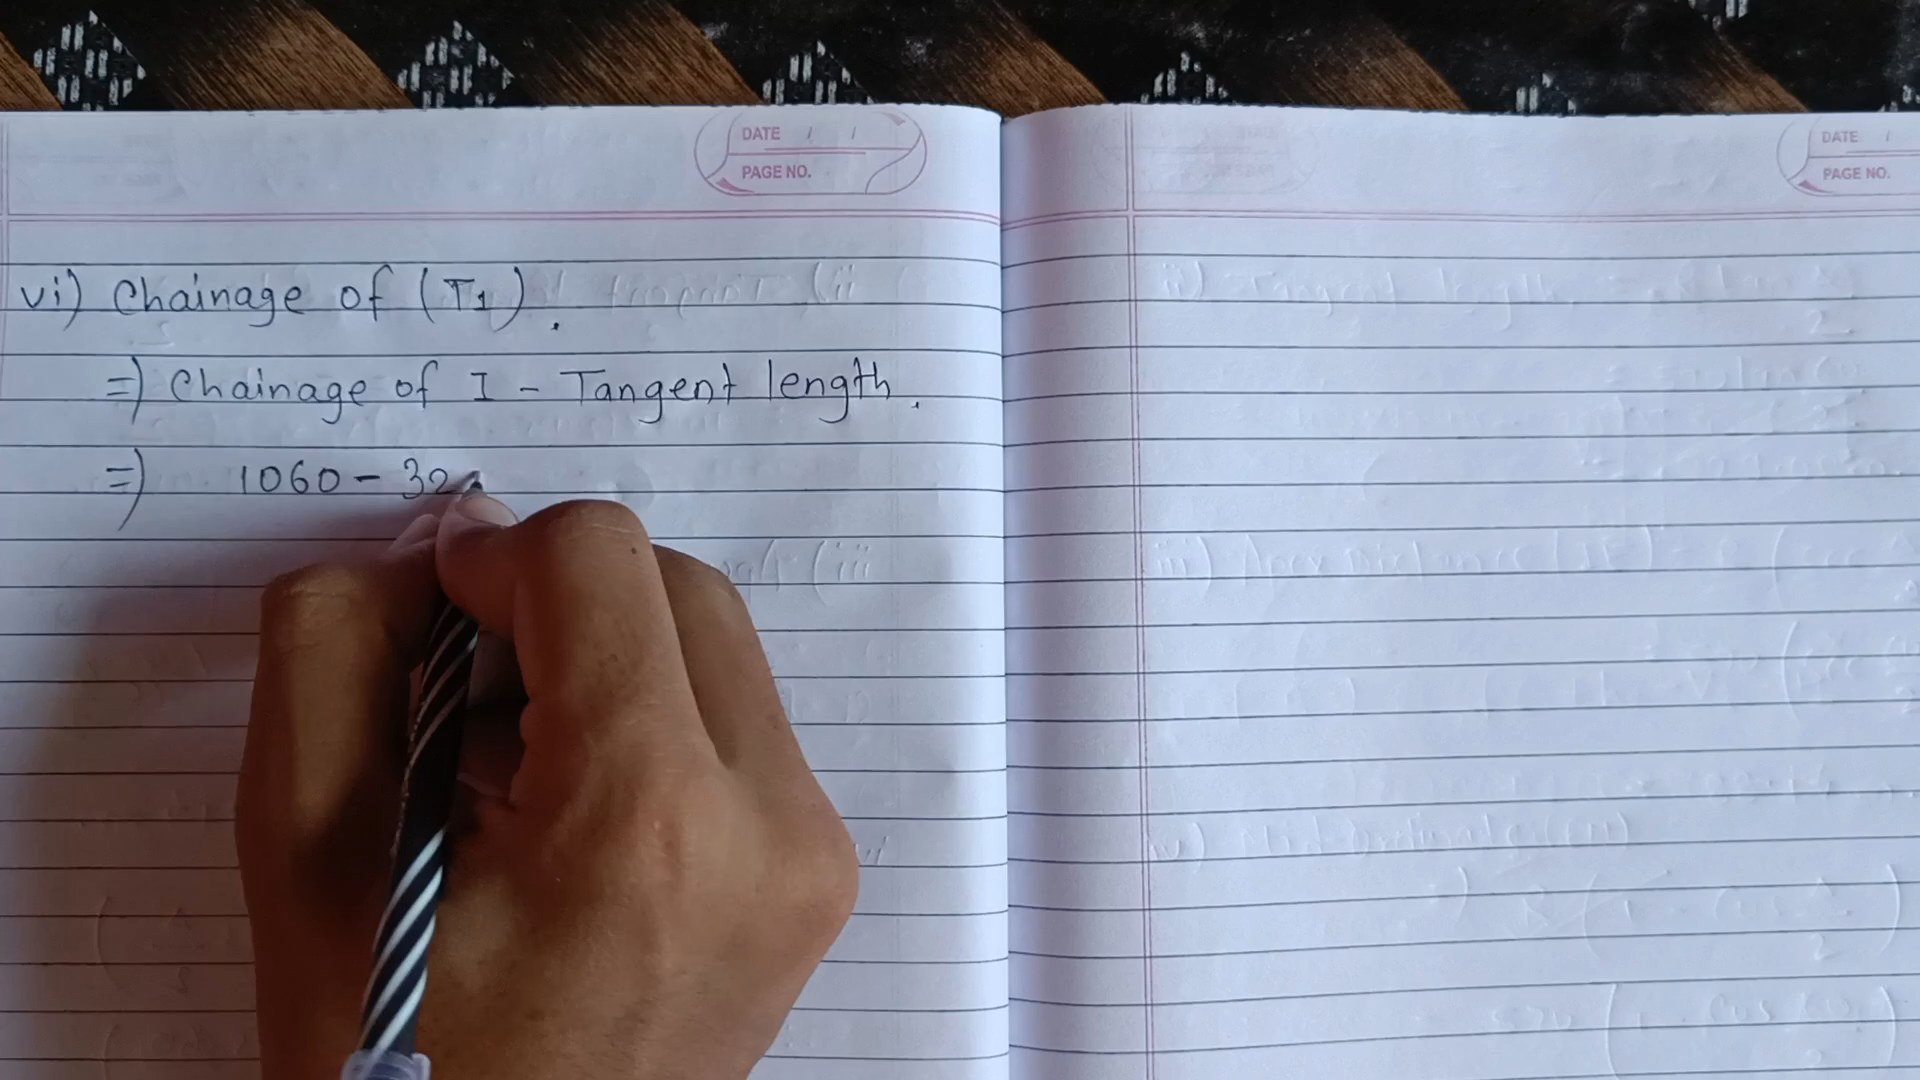 DATE / /
PAGE NO.
DATE /
PAGE NO.
vi) Chainage of (T1).
=) Chainage of I - Tangent length.
=) 1060 - 32